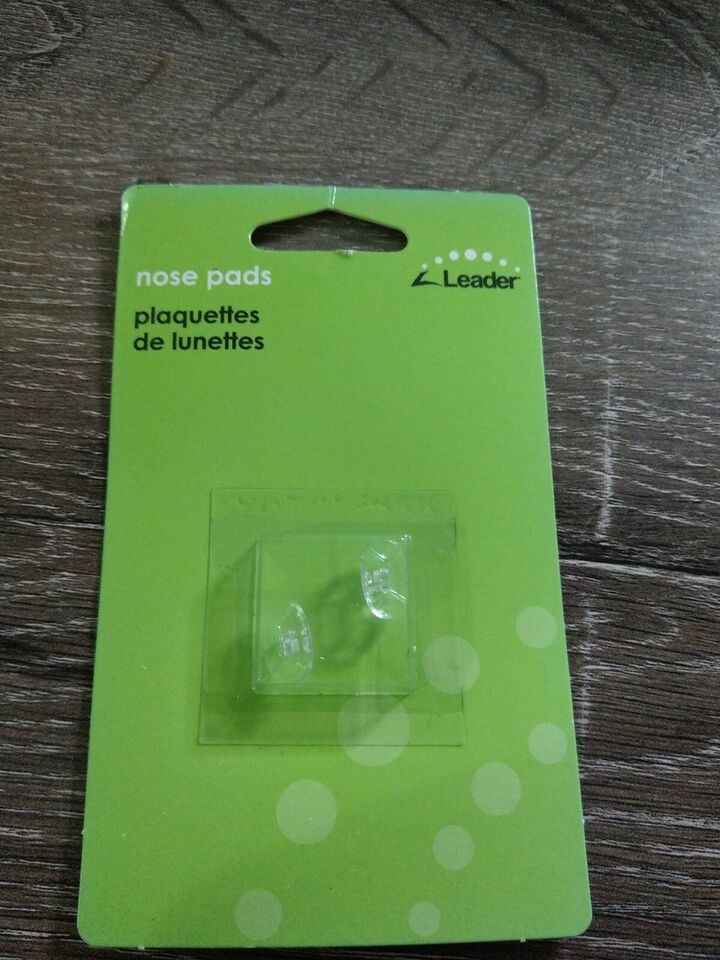 nose pads
Leader
plaquettes
de lunettes